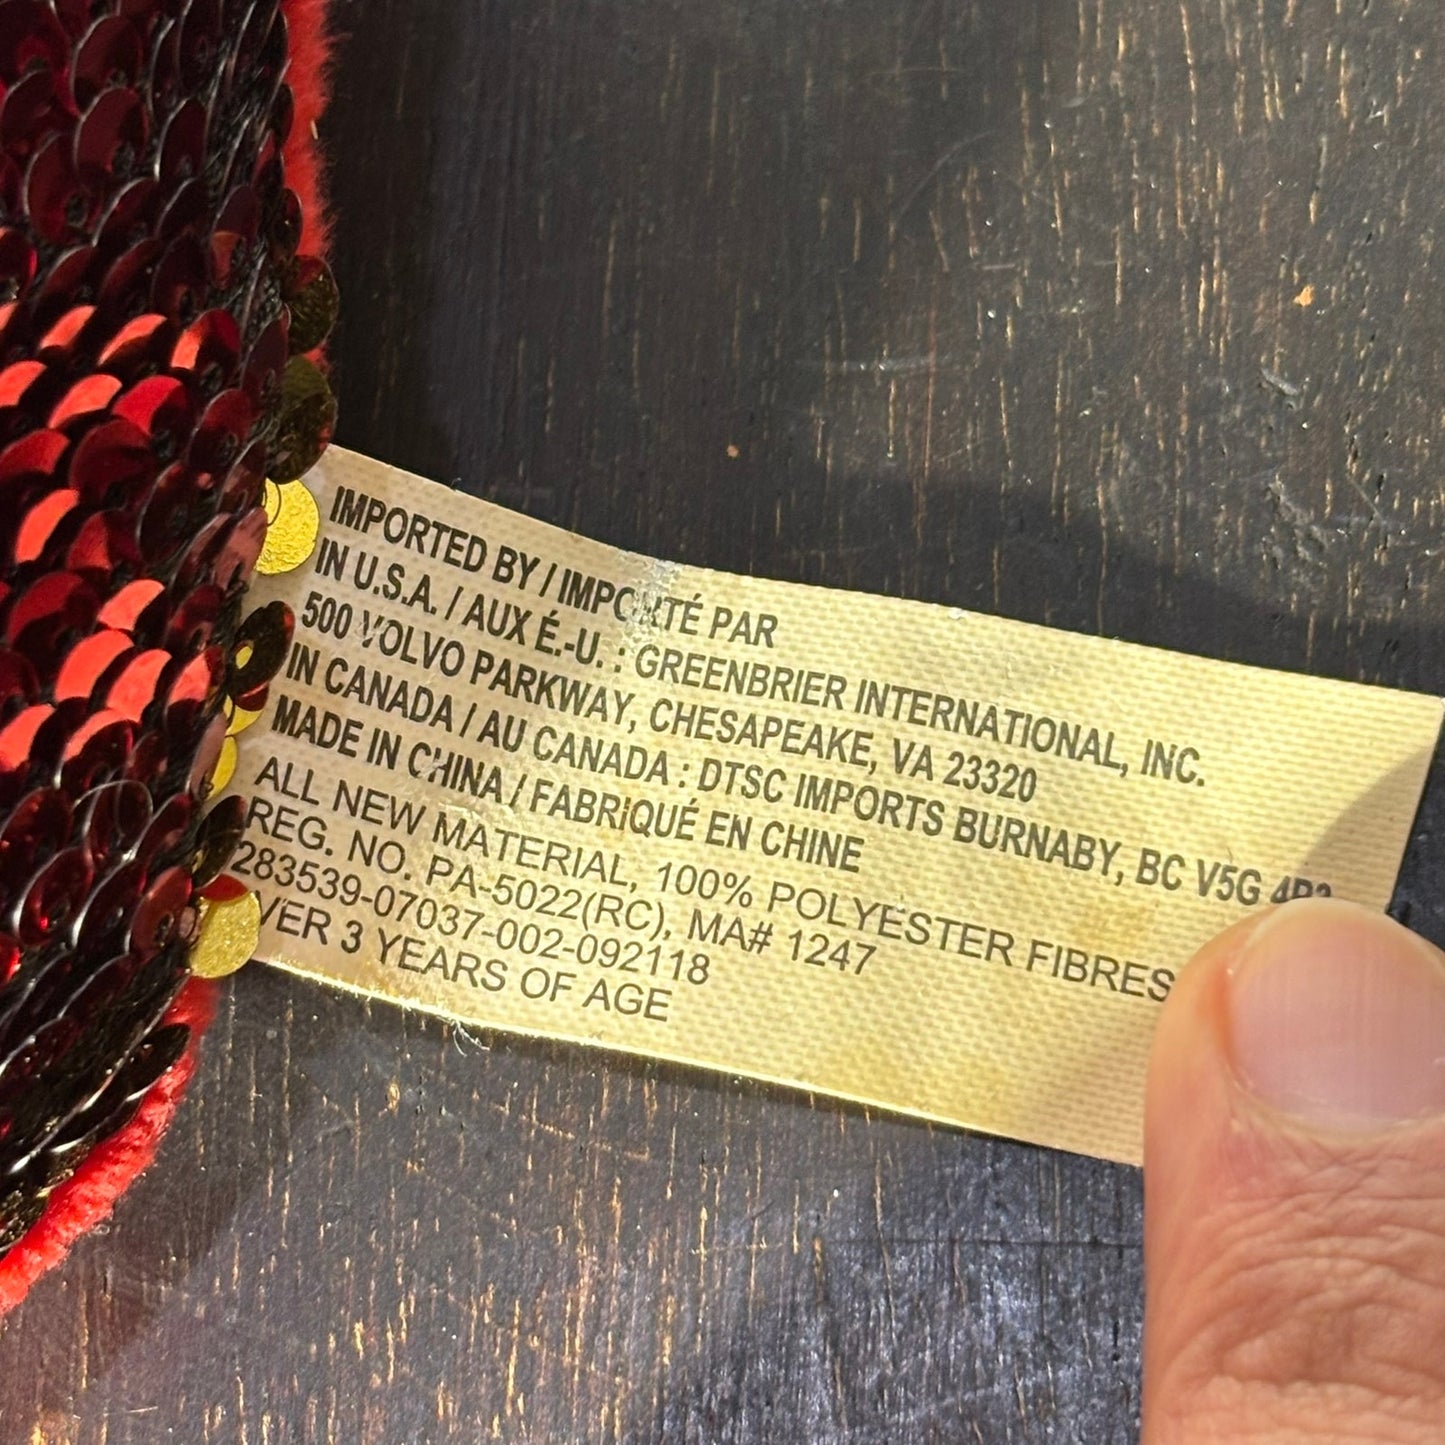 IMPORTED BY / IMPORTÉ PAR
IN U.S.A. / AUX É.-U. : GREENBRIER INTERNATIONAL, INC.
500 VOLVO PARKWAY, CHESAPEAKE, VA 23320
IN CANADA / AU CANADA : DTSC IMPORTS BURNABY, BC V5G
MADE IN CHINA / FABRIQUÉ EN CHINE
ALL NEW MATERIAL, 100% POLYESTER FIBRES
REG. NO. PA-5022(RC), MA# 1247
283539-07037-002-092118
VER 3 YEARS OF AGE